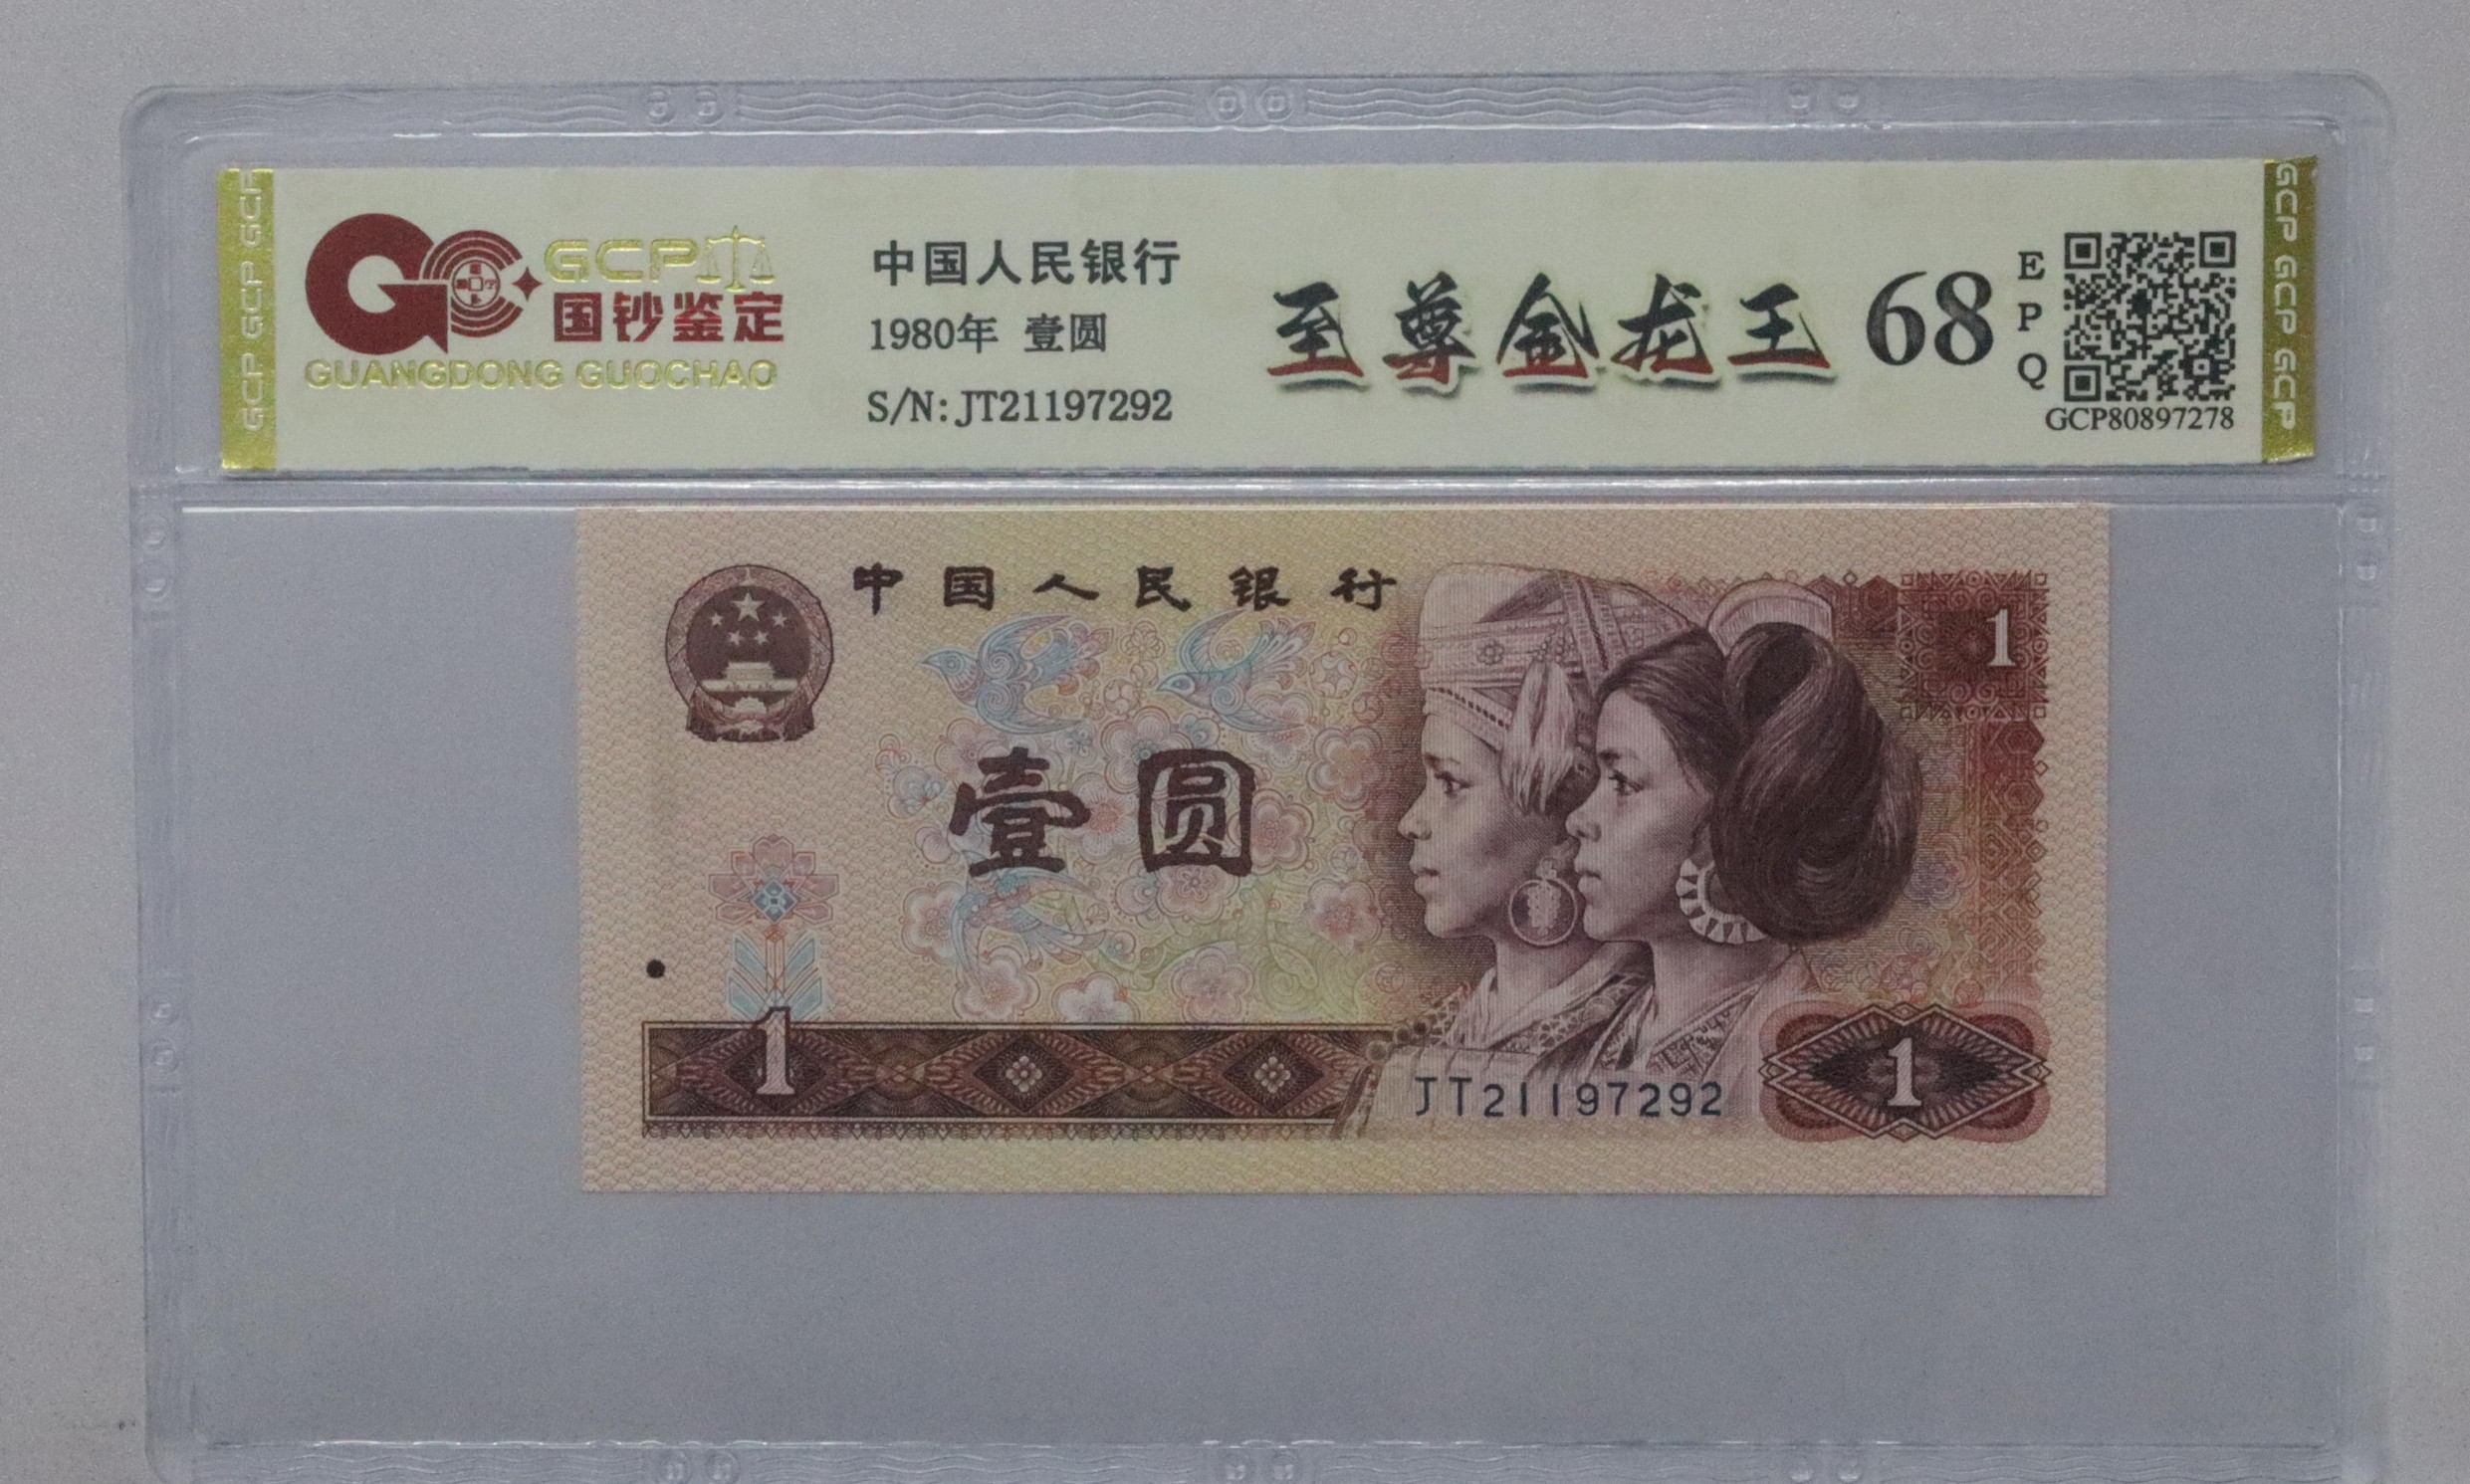 GCP
国钞鉴定
GUANGDONG GUOCHAO
中国人民银行
1980年 壹圆
S/N: JT21197292
至尊金龙王
68
EPQ
GCP80897278
GCP GCP GCP
GCP GCP GCP
中国人民银行
壹圆
1
1
1
JT21197292